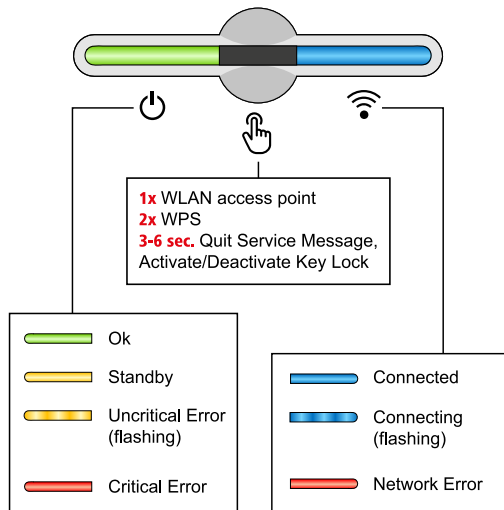 1x WLAN access point
2x WPS
3-6 sec. Quit Service Message,
Activate/Deactivate Key Lock
Ok
Standby
Uncritical Error
(flashing)
Critical Error
Connected
Connecting
(flashing)
Network Error